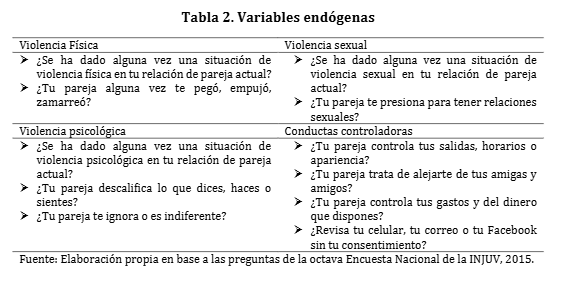 Tabla 2. Variables endógenas
Violencia Física
➤ ¿Se ha dado alguna vez una situación de
violencia física en tu relación de pareja actual?
➤ ¿Tu pareja alguna vez te pegó, empujó,
zamarreó?
Violencia sexual
➤ ¿Se ha dado alguna vez una situación de
violencia sexual en tu relación de pareja
actual?
➤ ¿Tu pareja te presiona para tener relaciones
sexuales?
Violencia psicológica
➤ ¿Se ha dado alguna vez una situación de
violencia psicológica en tu relación de pareja
actual?
➤ ¿Tu pareja descalifica lo que dices, haces o
sientes?
➤ ¿Tu pareja te ignora o es indiferente?
Conductas controladoras
➤ ¿Tu pareja controla tus salidas, horarios o
apariencia?
➤ ¿Tu pareja trata de alejarte de tus amigas y
amigos?
➤ ¿Tu pareja controla tus gastos y del dinero
que dispones?
➤ ¿Revisa tu celular, tu correo o tu Facebook
sin tu consentimiento?
Fuente: Elaboración propia en base a las preguntas de la octava Encuesta Nacional de la INJUV, 2015.